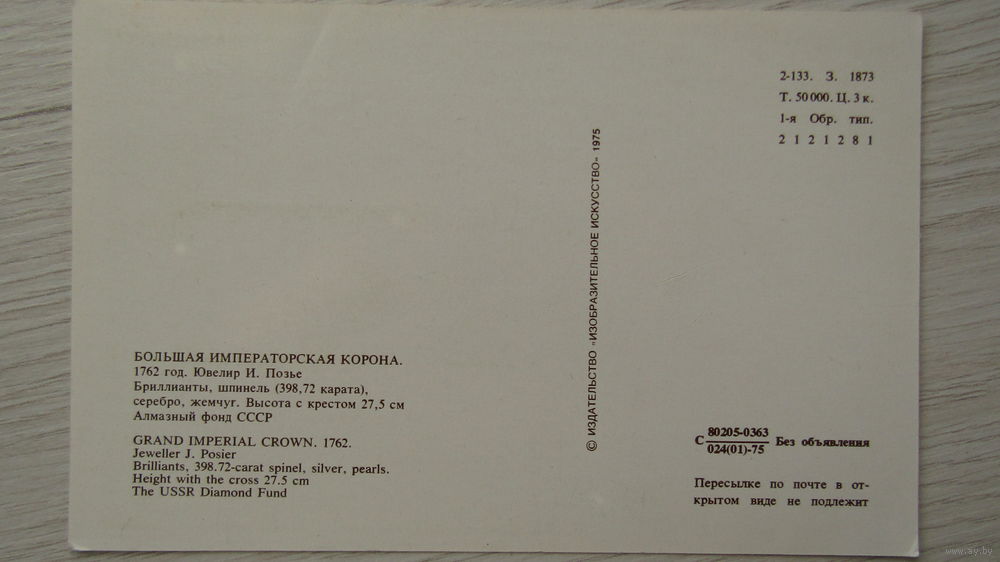 2-133. З. 1873
Т. 50 000. Ц. 3 к.
1-я Обр. тип.
2 1 2 1 2 8 1
© ИЗДАТЕЛЬСТВО «ИЗОБРАЗИТЕЛЬНОЕ ИСКУССТВО» 1975
БОЛЬШАЯ ИМПЕРАТОРСКАЯ КОРОНА.
1762 год. Ювелир И. Позье
Бриллианты, шпинель (398,72 карата),
серебро, жемчуг. Высота с крестом 27,5 см
Алмазный фонд СССР
GRAND IMPERIAL CROWN. 1762.
Jeweller J. Posier
Brilliants, 398.72-carat spinel, silver, pearls.
Height with the cross 27.5 cm
The USSR Diamond Fund
С 80205-0363
024(01)-75 Без объявления
Пересылке по почте в от-
крытом виде не подлежит
www.ay.by